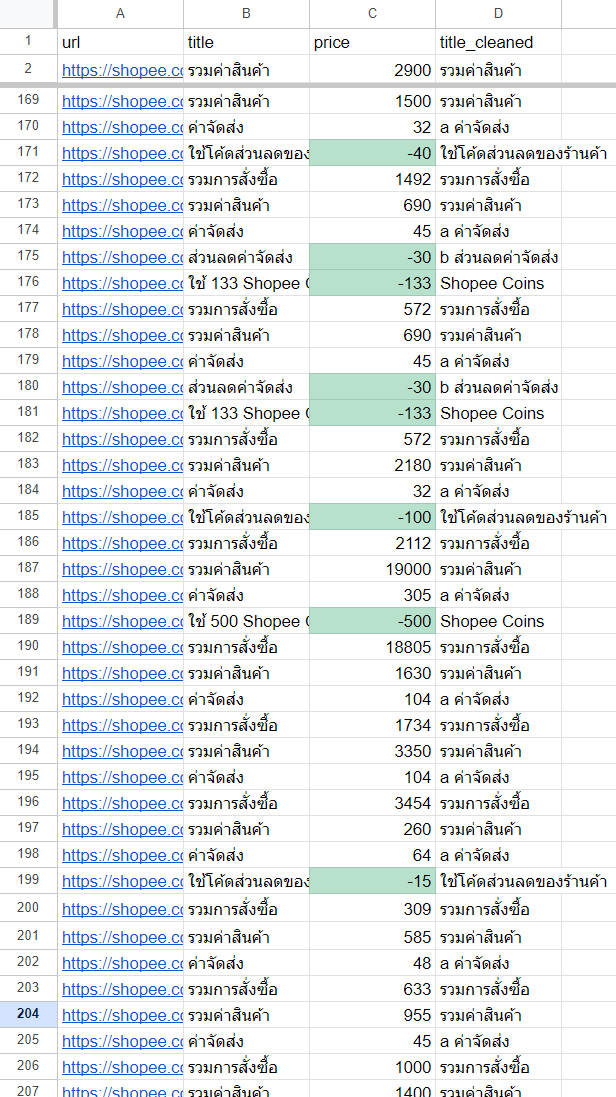 A B C D
1 url title price title_cleaned
2 https://shopee.co รวมค่าสินค้า 2900 รวมค่าสินค้า
169 https://shopee.co รวมค่าสินค้า 1500 รวมค่าสินค้า
170 https://shopee.co ค่าจัดส่ง 32 a ค่าจัดส่ง
171 https://shopee.co ใช้โค้ดส่วนลดของ -40 ใช้โค้ดส่วนลดของร้านค้า
172 https://shopee.co รวมการสั่งซื้อ 1492 รวมการสั่งซื้อ
173 https://shopee.co รวมค่าสินค้า 690 รวมค่าสินค้า
174 https://shopee.co ค่าจัดส่ง 45 a ค่าจัดส่ง
175 https://shopee.co ส่วนลดค่าจัดส่ง -30 b ส่วนลดค่าจัดส่ง
176 https://shopee.co ใช้ 133 Shopee C -133 Shopee Coins
177 https://shopee.co รวมการสั่งซื้อ 572 รวมการสั่งซื้อ
178 https://shopee.co รวมค่าสินค้า 690 รวมค่าสินค้า
179 https://shopee.co ค่าจัดส่ง 45 a ค่าจัดส่ง
180 https://shopee.co ส่วนลดค่าจัดส่ง -30 b ส่วนลดค่าจัดส่ง
181 https://shopee.co ใช้ 133 Shopee C -133 Shopee Coins
182 https://shopee.co รวมการสั่งซื้อ 572 รวมการสั่งซื้อ
183 https://shopee.co รวมค่าสินค้า 2180 รวมค่าสินค้า
184 https://shopee.co ค่าจัดส่ง 32 a ค่าจัดส่ง
185 https://shopee.co ใช้โค้ดส่วนลดของ -100 ใช้โค้ดส่วนลดของร้านค้า
186 https://shopee.co รวมการสั่งซื้อ 2112 รวมการสั่งซื้อ
187 https://shopee.co รวมค่าสินค้า 19000 รวมค่าสินค้า
188 https://shopee.co ค่าจัดส่ง 305 a ค่าจัดส่ง
189 https://shopee.co ใช้ 500 Shopee C -500 Shopee Coins
190 https://shopee.co รวมการสั่งซื้อ 18805 รวมการสั่งซื้อ
191 https://shopee.co รวมค่าสินค้า 1630 รวมค่าสินค้า
192 https://shopee.co ค่าจัดส่ง 104 a ค่าจัดส่ง
193 https://shopee.co รวมการสั่งซื้อ 1734 รวมการสั่งซื้อ
194 https://shopee.co รวมค่าสินค้า 3350 รวมค่าสินค้า
195 https://shopee.co ค่าจัดส่ง 104 a ค่าจัดส่ง
196 https://shopee.co รวมการสั่งซื้อ 3454 รวมการสั่งซื้อ
197 https://shopee.co รวมค่าสินค้า 260 รวมค่าสินค้า
198 https://shopee.co ค่าจัดส่ง 64 a ค่าจัดส่ง
199 https://shopee.co ใช้โค้ดส่วนลดของ -15 ใช้โค้ดส่วนลดของร้านค้า
200 https://shopee.co รวมการสั่งซื้อ 309 รวมการสั่งซื้อ
201 https://shopee.co รวมค่าสินค้า 585 รวมค่าสินค้า
202 https://shopee.co ค่าจัดส่ง 48 a ค่าจัดส่ง
203 https://shopee.co รวมการสั่งซื้อ 633 รวมการสั่งซื้อ
204 https://shopee.co รวมค่าสินค้า 955 รวมค่าสินค้า
205 https://shopee.co ค่าจัดส่ง 45 a ค่าจัดส่ง
206 https://shopee.co รวมการสั่งซื้อ 1000 รวมการสั่งซื้อ
207 https://shopee.co รวมค่าสินค้า 1400 รวมค่าสินค้า